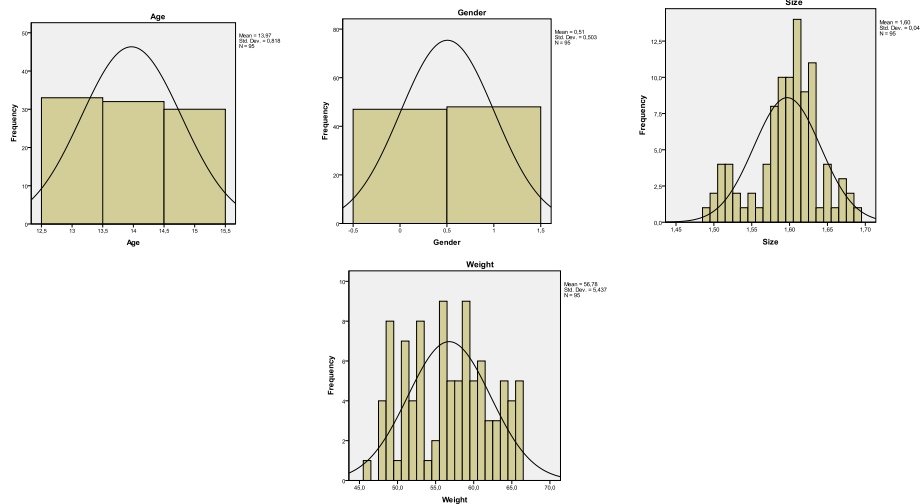 Age
Mean = 13,97
Std. Dev. = 0,818
N = 95
50
40
30
20
10
0
Frequency
12,5 13 13,5 14 14,5 15 15,5
Age
Gender
Mean = 0,51
Std. Dev. = 0,503
N = 95
80
60
40
20
0
Frequency
-0,5 0 0,5 1 1,5
Gender
Size
Mean = 1,60
Std. Dev. = 0,04
N = 95
12,5
10,0
7,5
5,0
2,5
0,0
Frequency
1,45 1,50 1,55 1,60 1,65 1,70
Size
Weight
Mean = 56,78
Std. Dev. = 5,437
N = 95
10
8
6
4
2
0
Frequency
45,0 50,0 55,0 60,0 65,0 70,0
Weight